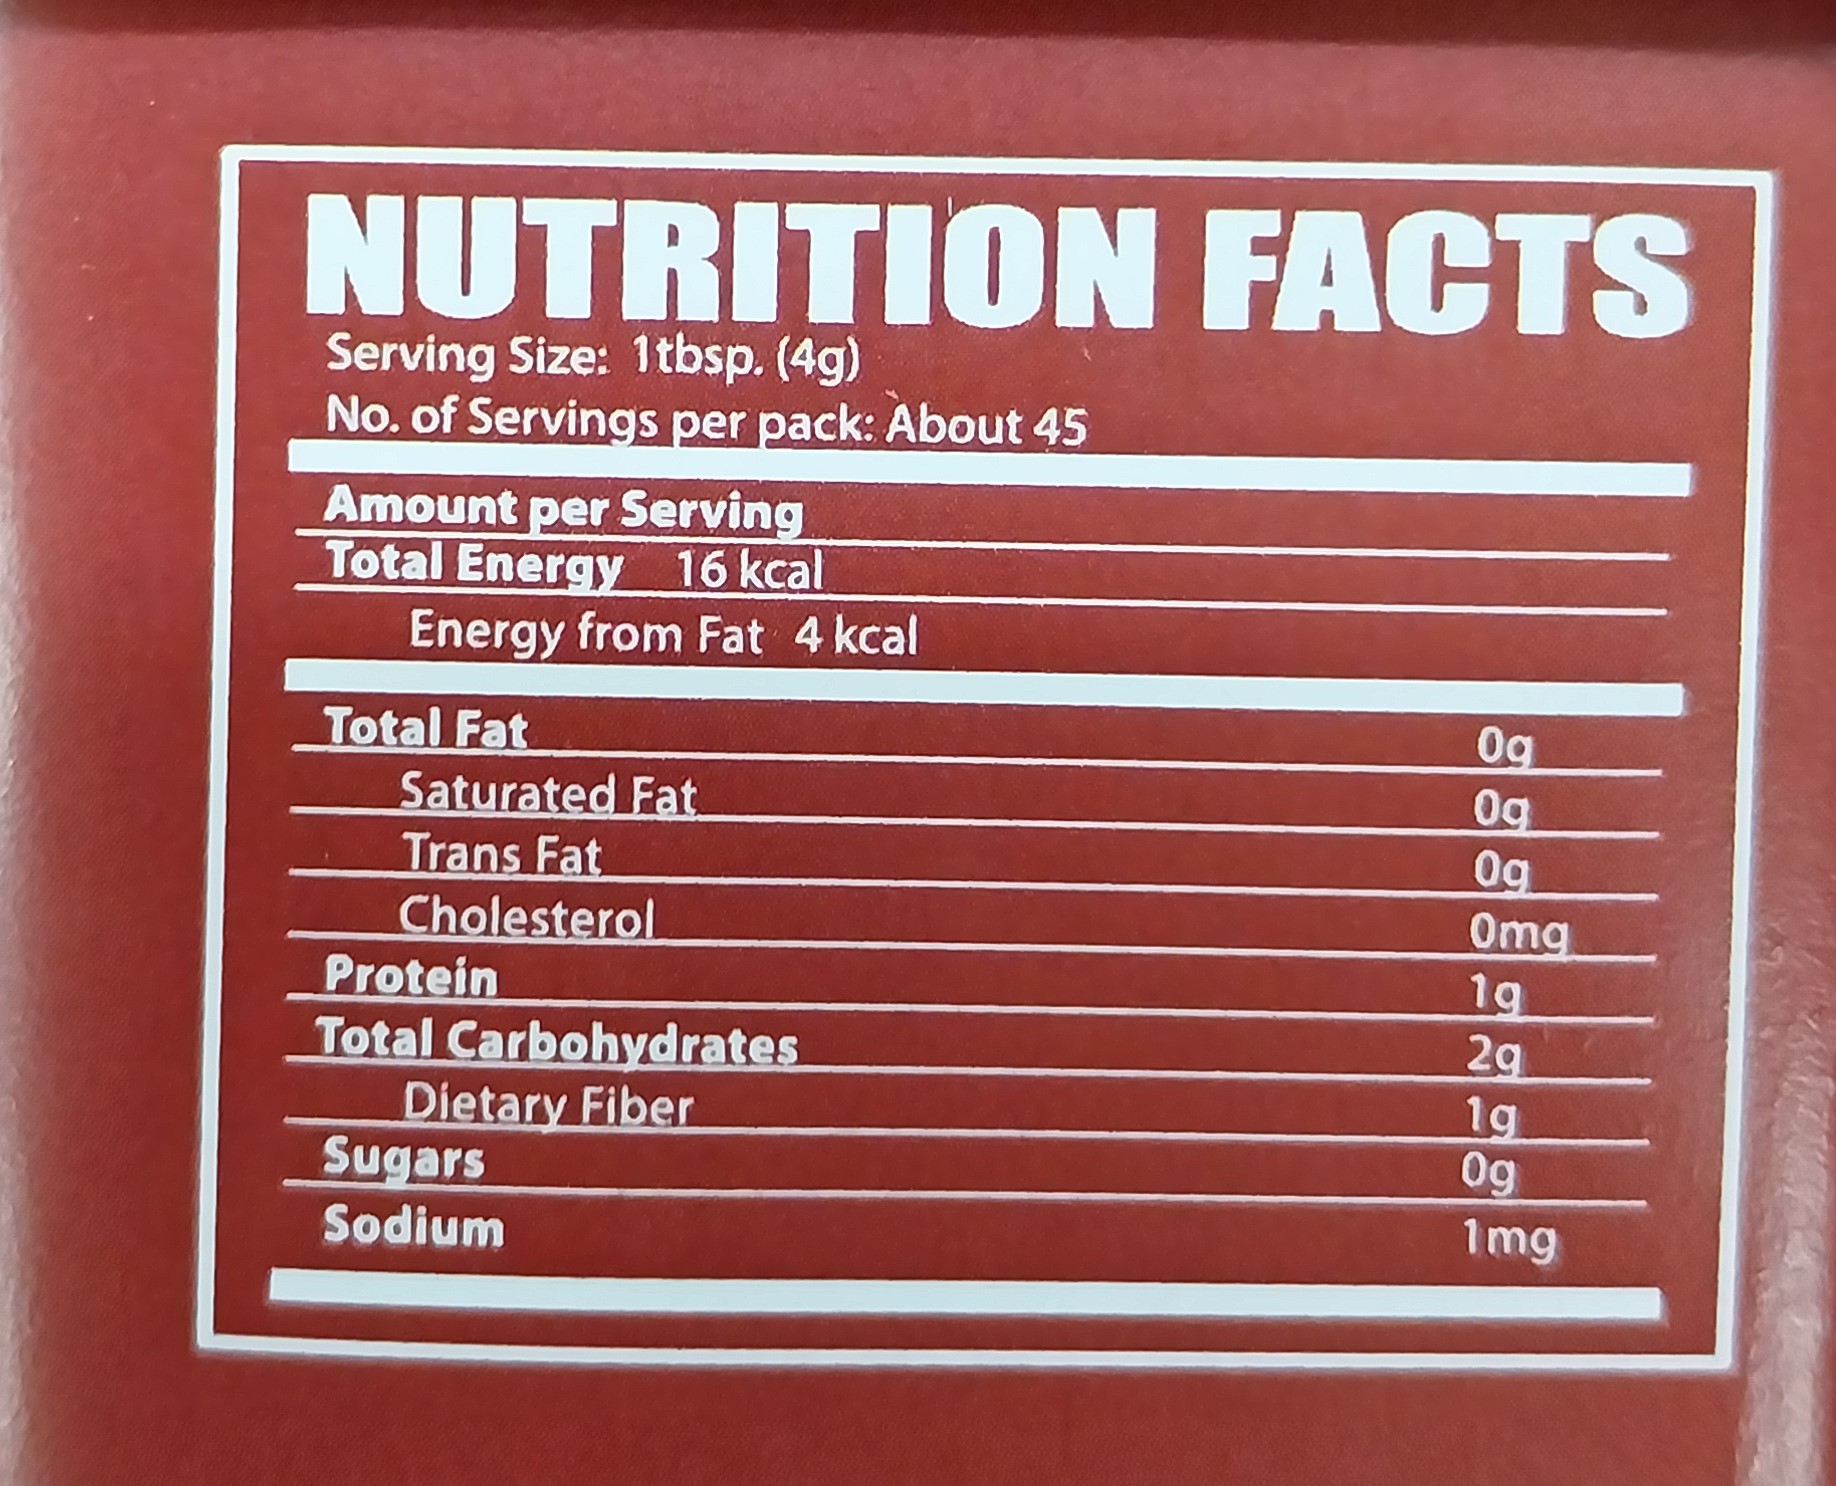 NUTRITION FACTS
Serving Size: 1tbsp. (4g)
No. of Servings per pack: About 45
Amount per Serving
Total Energy 16 kcal
Energy from Fat 4 kcal
Total Fat 0g
Saturated Fat 0g
Trans Fat 0g
Cholesterol 0mg
Protein 1g
Total Carbohydrates 2g
Dietary Fiber 1g
Sugars 0g
Sodium 1mg